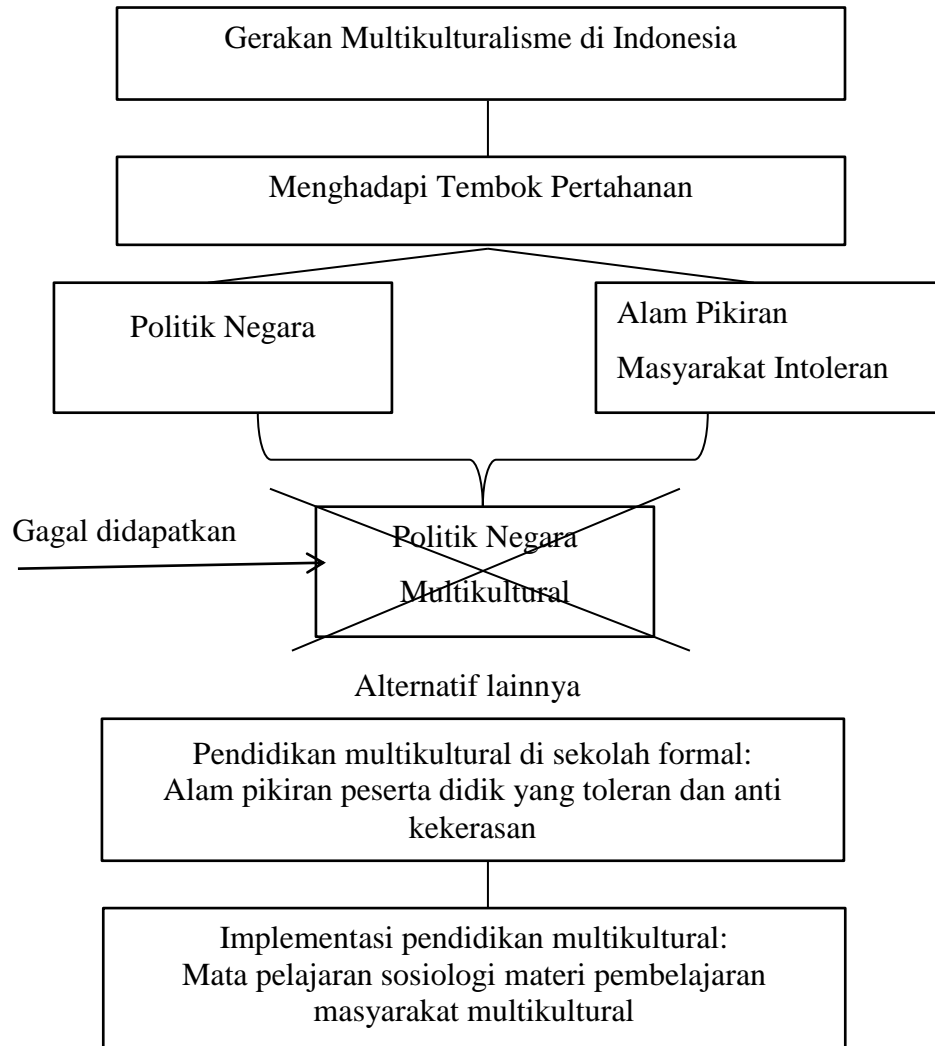 Gerakan Multikulturalisme di Indonesia
Menghadapi Tembok Pertahanan
Politik Negara
Alam Pikiran
Masyarakat Intoleran
Gagal didapatkan
Politik Negara
Multikultural
Alternatif lainnya
Pendidikan multikultural di sekolah formal:
Alam pikiran peserta didik yang toleran dan anti
kekerasan
Implementasi pendidikan multikultural:
Mata pelajaran sosiologi materi pembelajaran
masyarakat multikultural